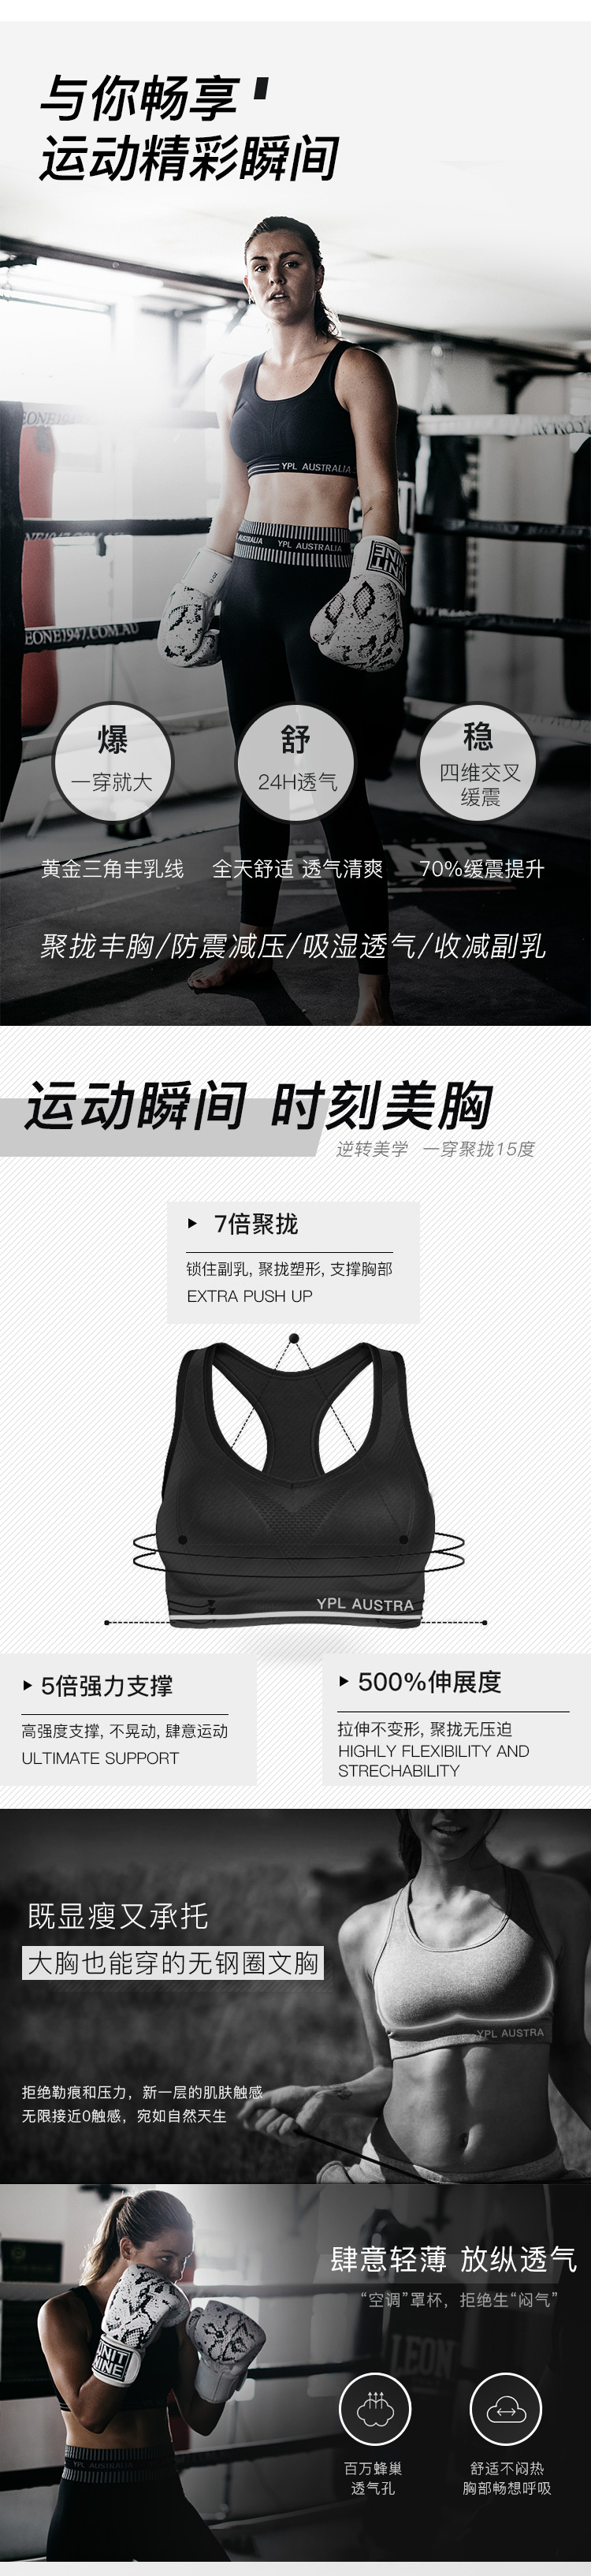 与你畅享
运动精彩瞬间
YPL AUSTRALIA
AUSTRALIA YPL AUSTRALIA
EONE1947.COM.AU
爆
一穿就大
舒
24H透气
稳
四维交叉
缓震
黄金三角丰乳线 全天舒适 透气清爽 70%缓震提升
聚拢丰胸/防震减压/吸湿透气/收减副乳
运动瞬间 时刻美胸
逆转美学 一穿聚拢15度
7倍聚拢
锁住副乳, 聚拢塑形, 支撑胸部
EXTRA PUSH UP
YPL AUSTRA
5倍强力支撑
高强度支撑, 不晃动, 肆意运动
ULTIMATE SUPPORT
500%伸展度
拉伸不变形, 聚拢无压迫
HIGHLY FLEXIBILITY AND
STRECHABILITY
既显瘦又承托
大胸也能穿的无钢圈文胸
YPL AUSTRA
拒绝勒痕和压力，新一层的肌肤触感
无限接近0触感，宛如自然天生
肆意轻薄 放纵透气
“空调”罩杯，拒绝生“闷气”
YPL AUSTRALIA
百万蜂巢
透气孔
舒适不闷热
胸部畅想呼吸